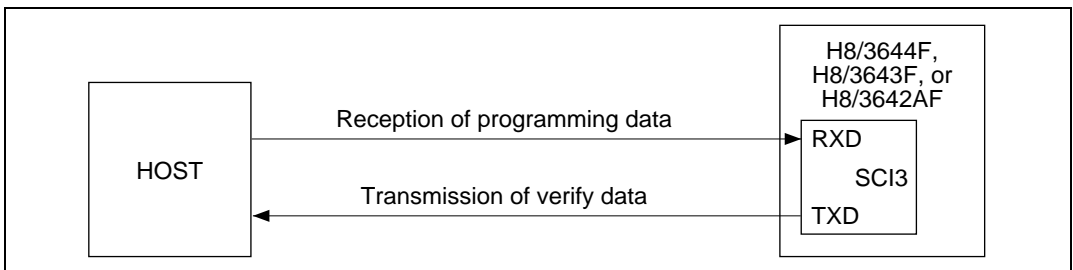 H8/3644F,
H8/3643F, or
H8/3642AF
Reception of programming data
RXD
HOST
SCI3
Transmission of verify data
TXD